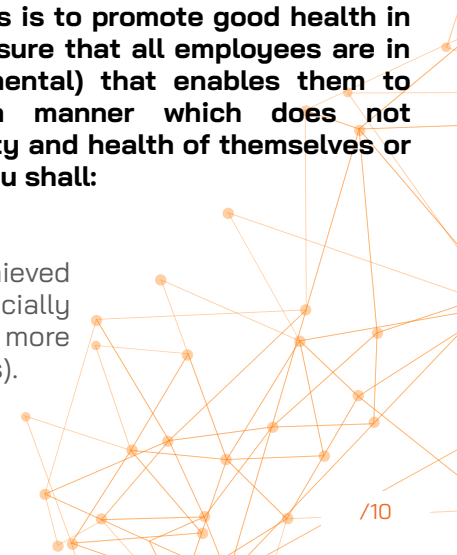 s is to promote good health in
sure that all employees are in
mental) that enables them to
manner which does not
ty and health of themselves or
u shall:
ieved
cially
more
s).
/10